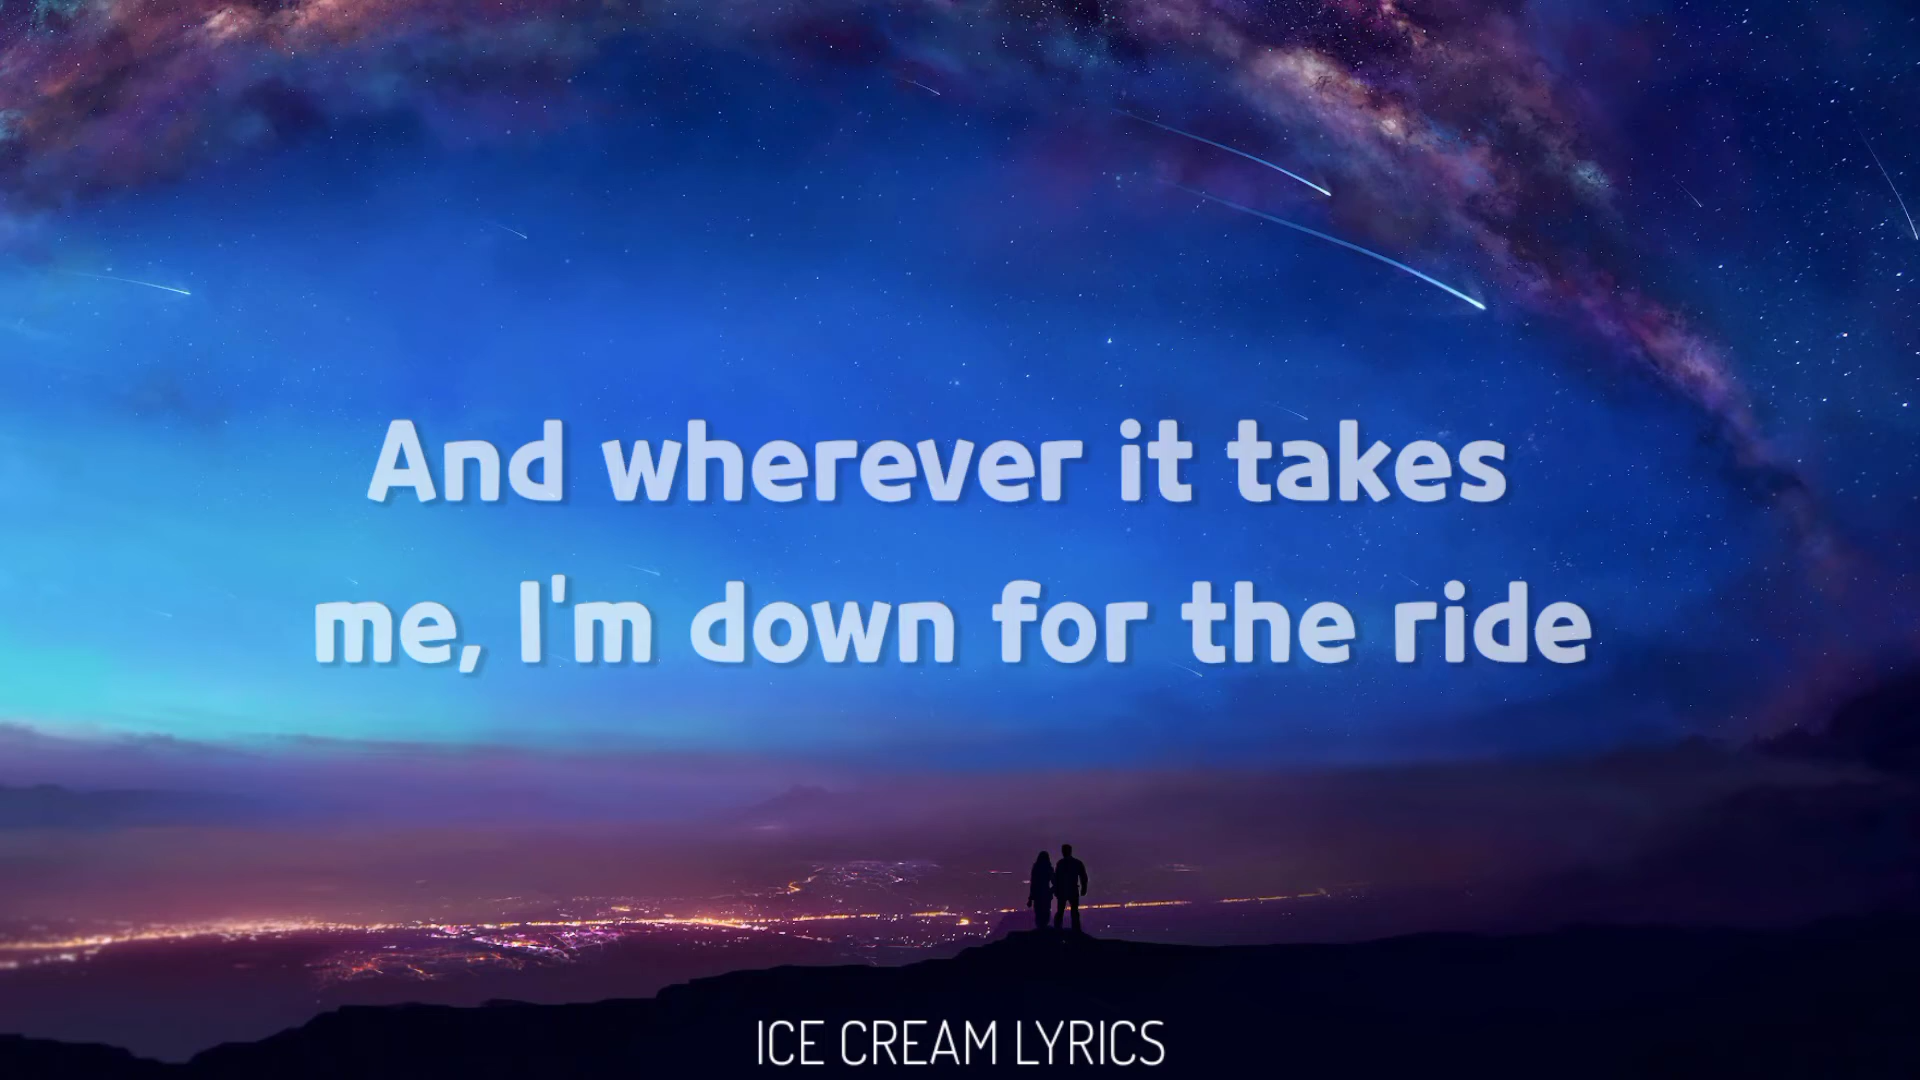 And wherever it takes
me, I'm down for the ride
ICE CREAM LYRICS